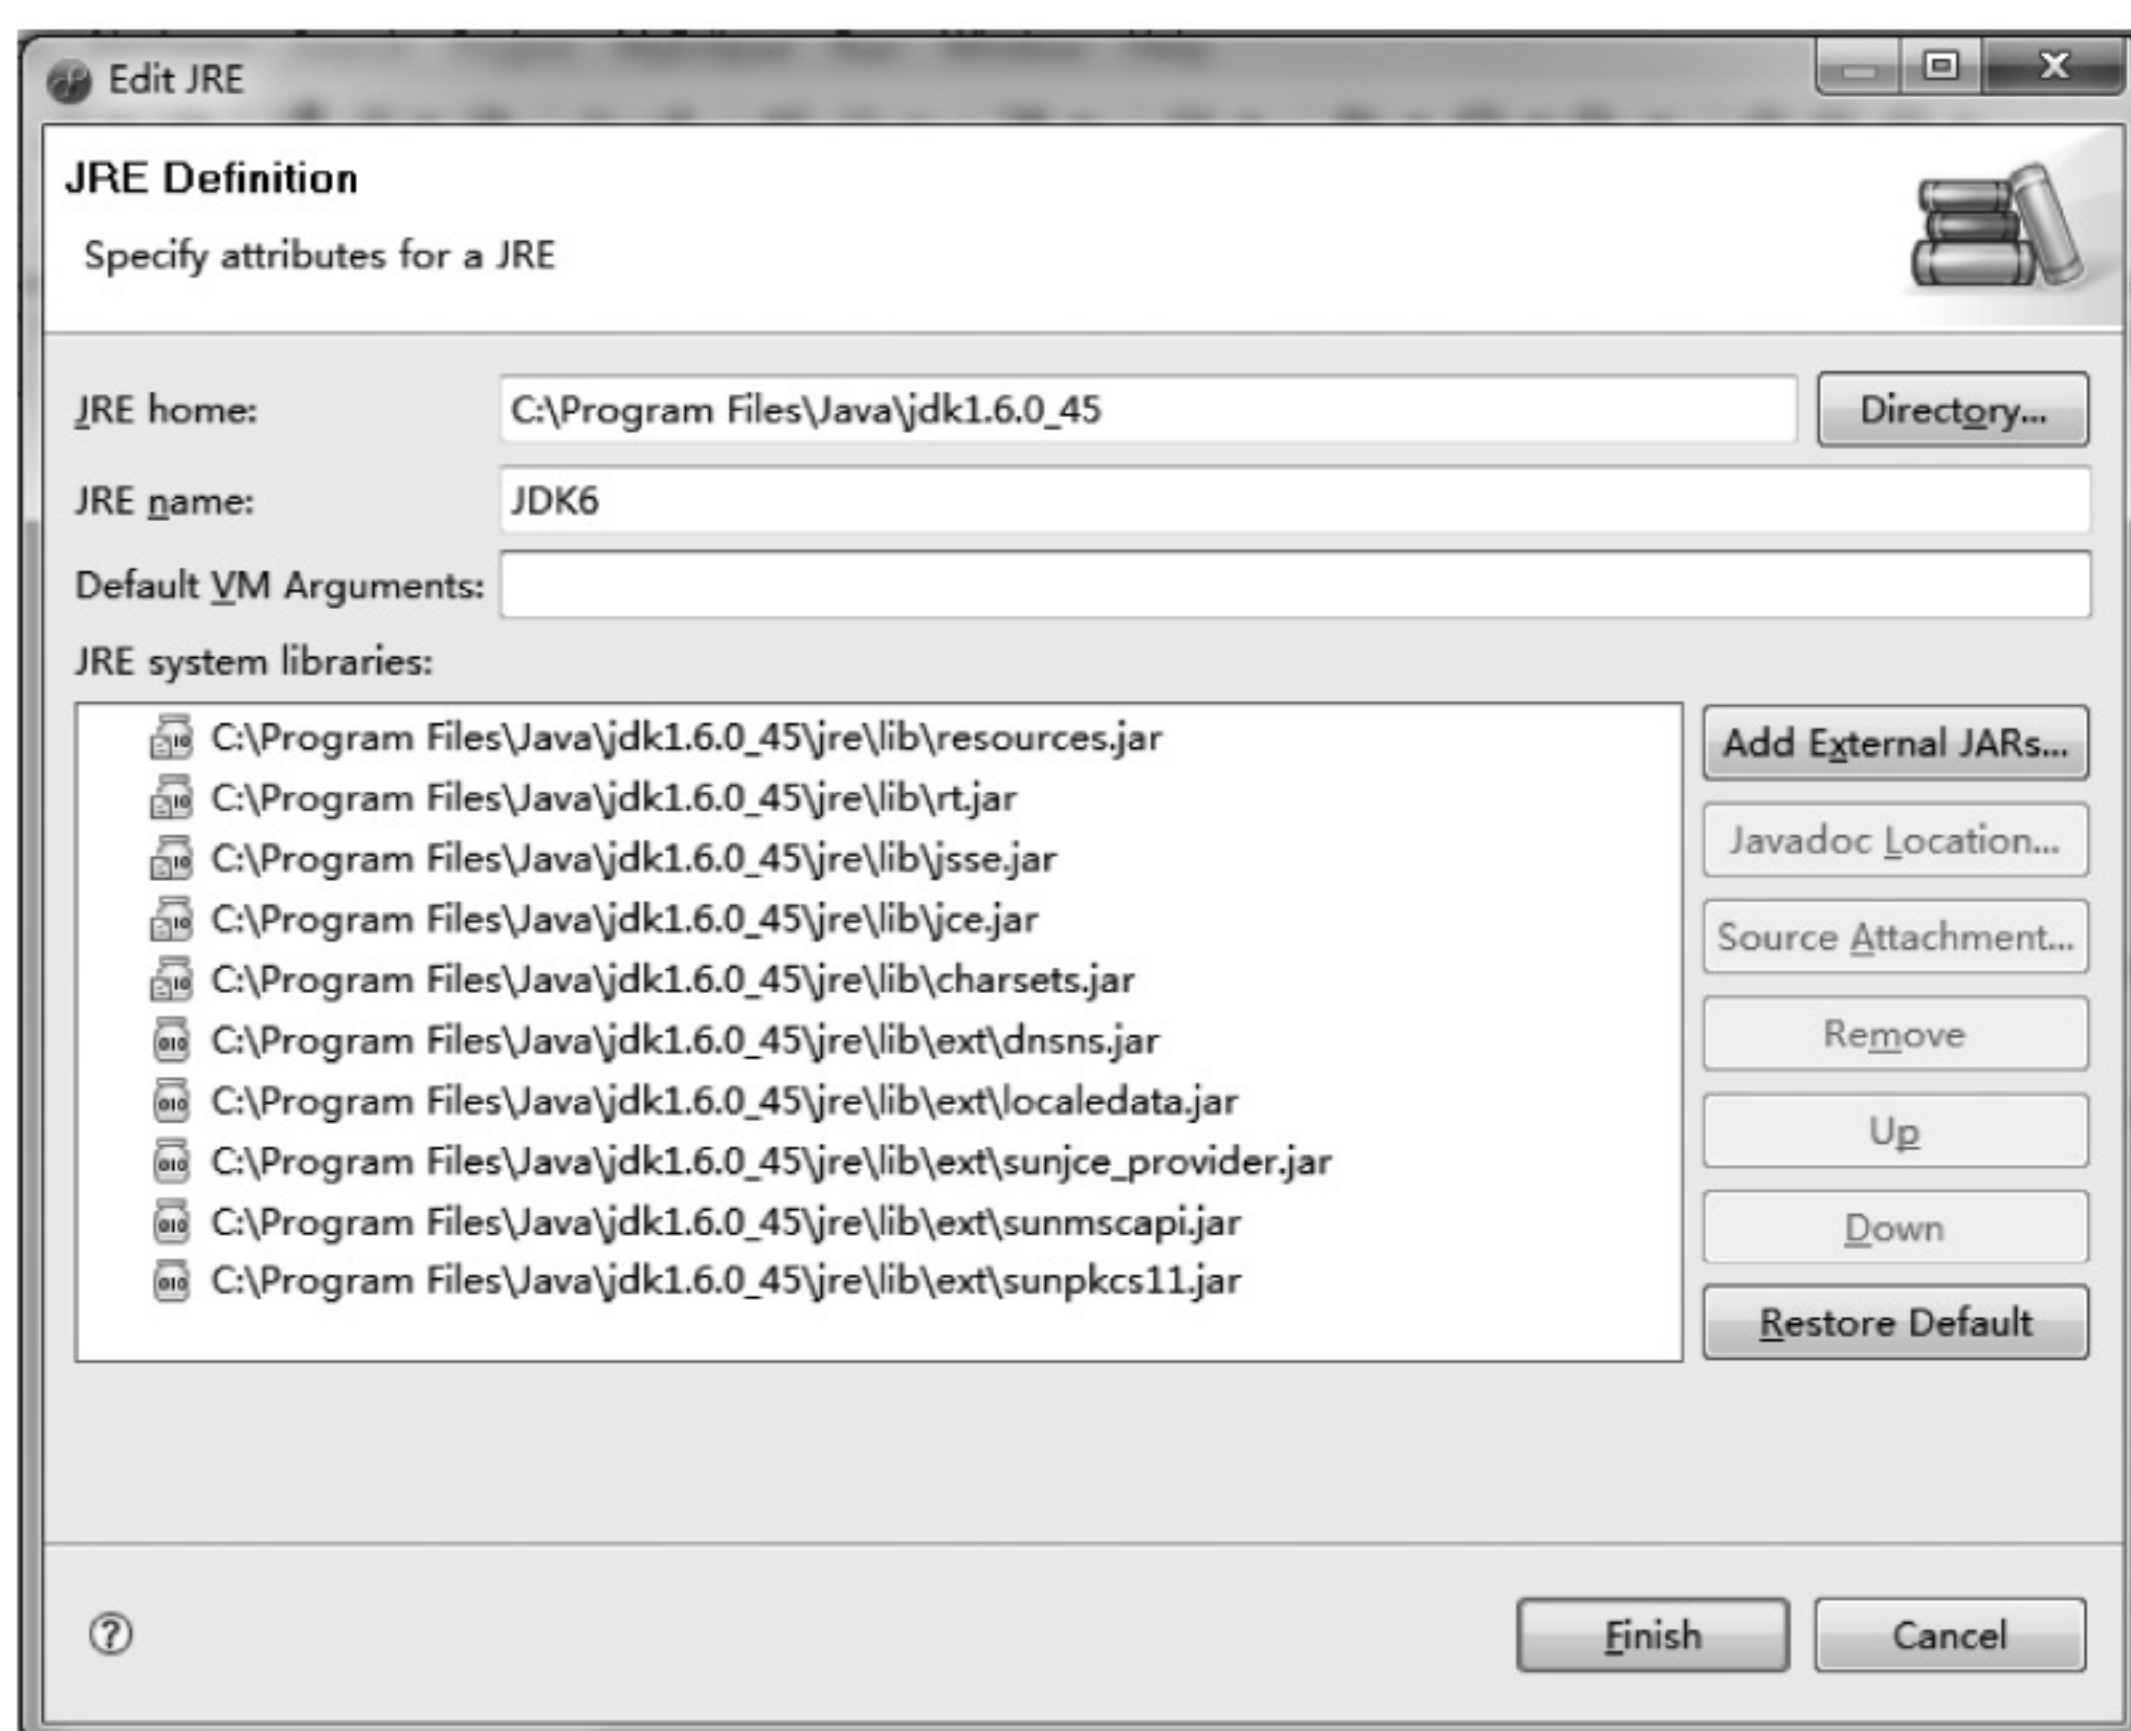 Edit JRE
JRE Definition
Specify attributes for a JRE
JRE home: C:\Program Files\Java\jdk1.6.0_45 Directory...
JRE name: JDK6
Default VM Arguments:
JRE system libraries:
C:\Program Files\Java\jdk1.6.0_45\jre\lib\resources.jar
C:\Program Files\Java\jdk1.6.0_45\jre\lib\rt.jar
C:\Program Files\Java\jdk1.6.0_45\jre\lib\jsse.jar
C:\Program Files\Java\jdk1.6.0_45\jre\lib\jce.jar
C:\Program Files\Java\jdk1.6.0_45\jre\lib\charsets.jar
C:\Program Files\Java\jdk1.6.0_45\jre\lib\ext\dnsns.jar
C:\Program Files\Java\jdk1.6.0_45\jre\lib\ext\localedata.jar
C:\Program Files\Java\jdk1.6.0_45\jre\lib\ext\sunjce_provider.jar
C:\Program Files\Java\jdk1.6.0_45\jre\lib\ext\sunmscapi.jar
C:\Program Files\Java\jdk1.6.0_45\jre\lib\ext\sunpkcs11.jar
Add External JARs...
Javadoc Location...
Source Attachment...
Remove
Up
Down
Restore Default
Finish Cancel